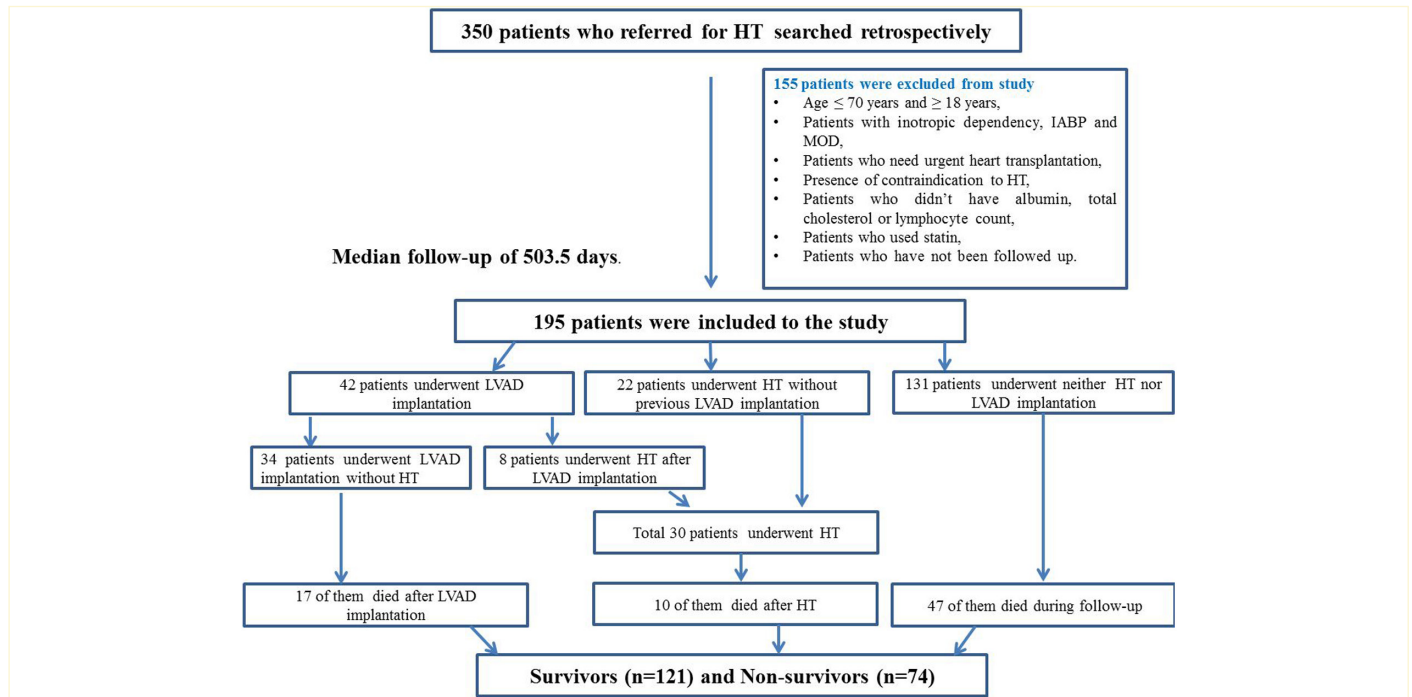 350 patients who referred for HT searched retrospectively
155 patients were excluded from study
• Age ≤ 70 years and ≥ 18 years,
• Patients with inotropic dependency, IABP and
MOD,
• Patients who need urgent heart transplantation,
• Presence of contraindication to HT,
• Patients who didn't have albumin, total
cholesterol or lymphocyte count,
• Patients who used statin,
• Patients who have not been followed up.
Median follow-up of 503.5 days.
195 patients were included to the study
42 patients underwent LVAD
implantation
22 patients underwent HT without
previous LVAD implantation
131 patients underwent neither HT nor
LVAD implantation
34 patients underwent LVAD
implantation without HT
8 patients underwent HT after
LVAD implantation
Total 30 patients underwent HT
17 of them died after LVAD
implantation
10 of them died after HT
47 of them died during follow-up
Survivors (n=121) and Non-survivors (n=74)